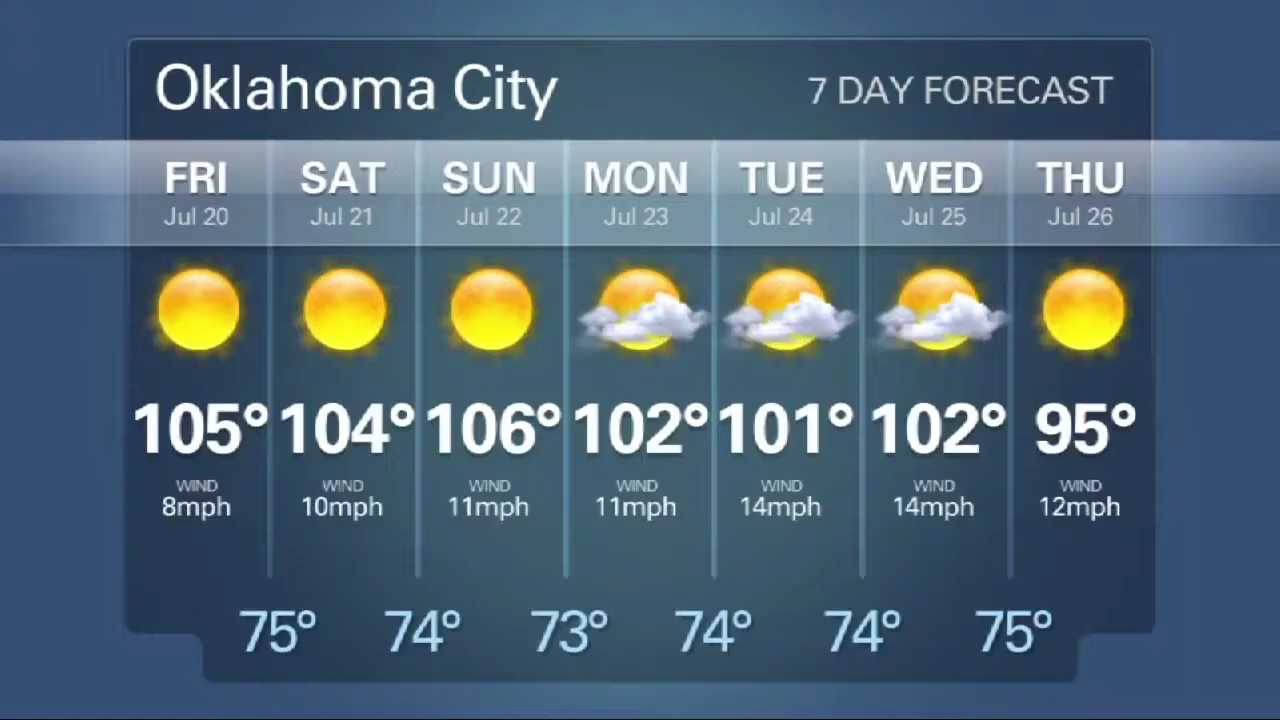 Oklahoma City 7 DAY FORECAST
FRI SAT SUN MON TUE WED THU
Jul 20 Jul 21 Jul 22 Jul 23 Jul 24 Jul 25 Jul 26
105° 104° 106° 102° 101° 102° 95°
WIND WIND WIND WIND WIND WIND WIND
8mph 10mph 11mph 11mph 14mph 14mph 12mph
75° 74° 73° 74° 74° 75°